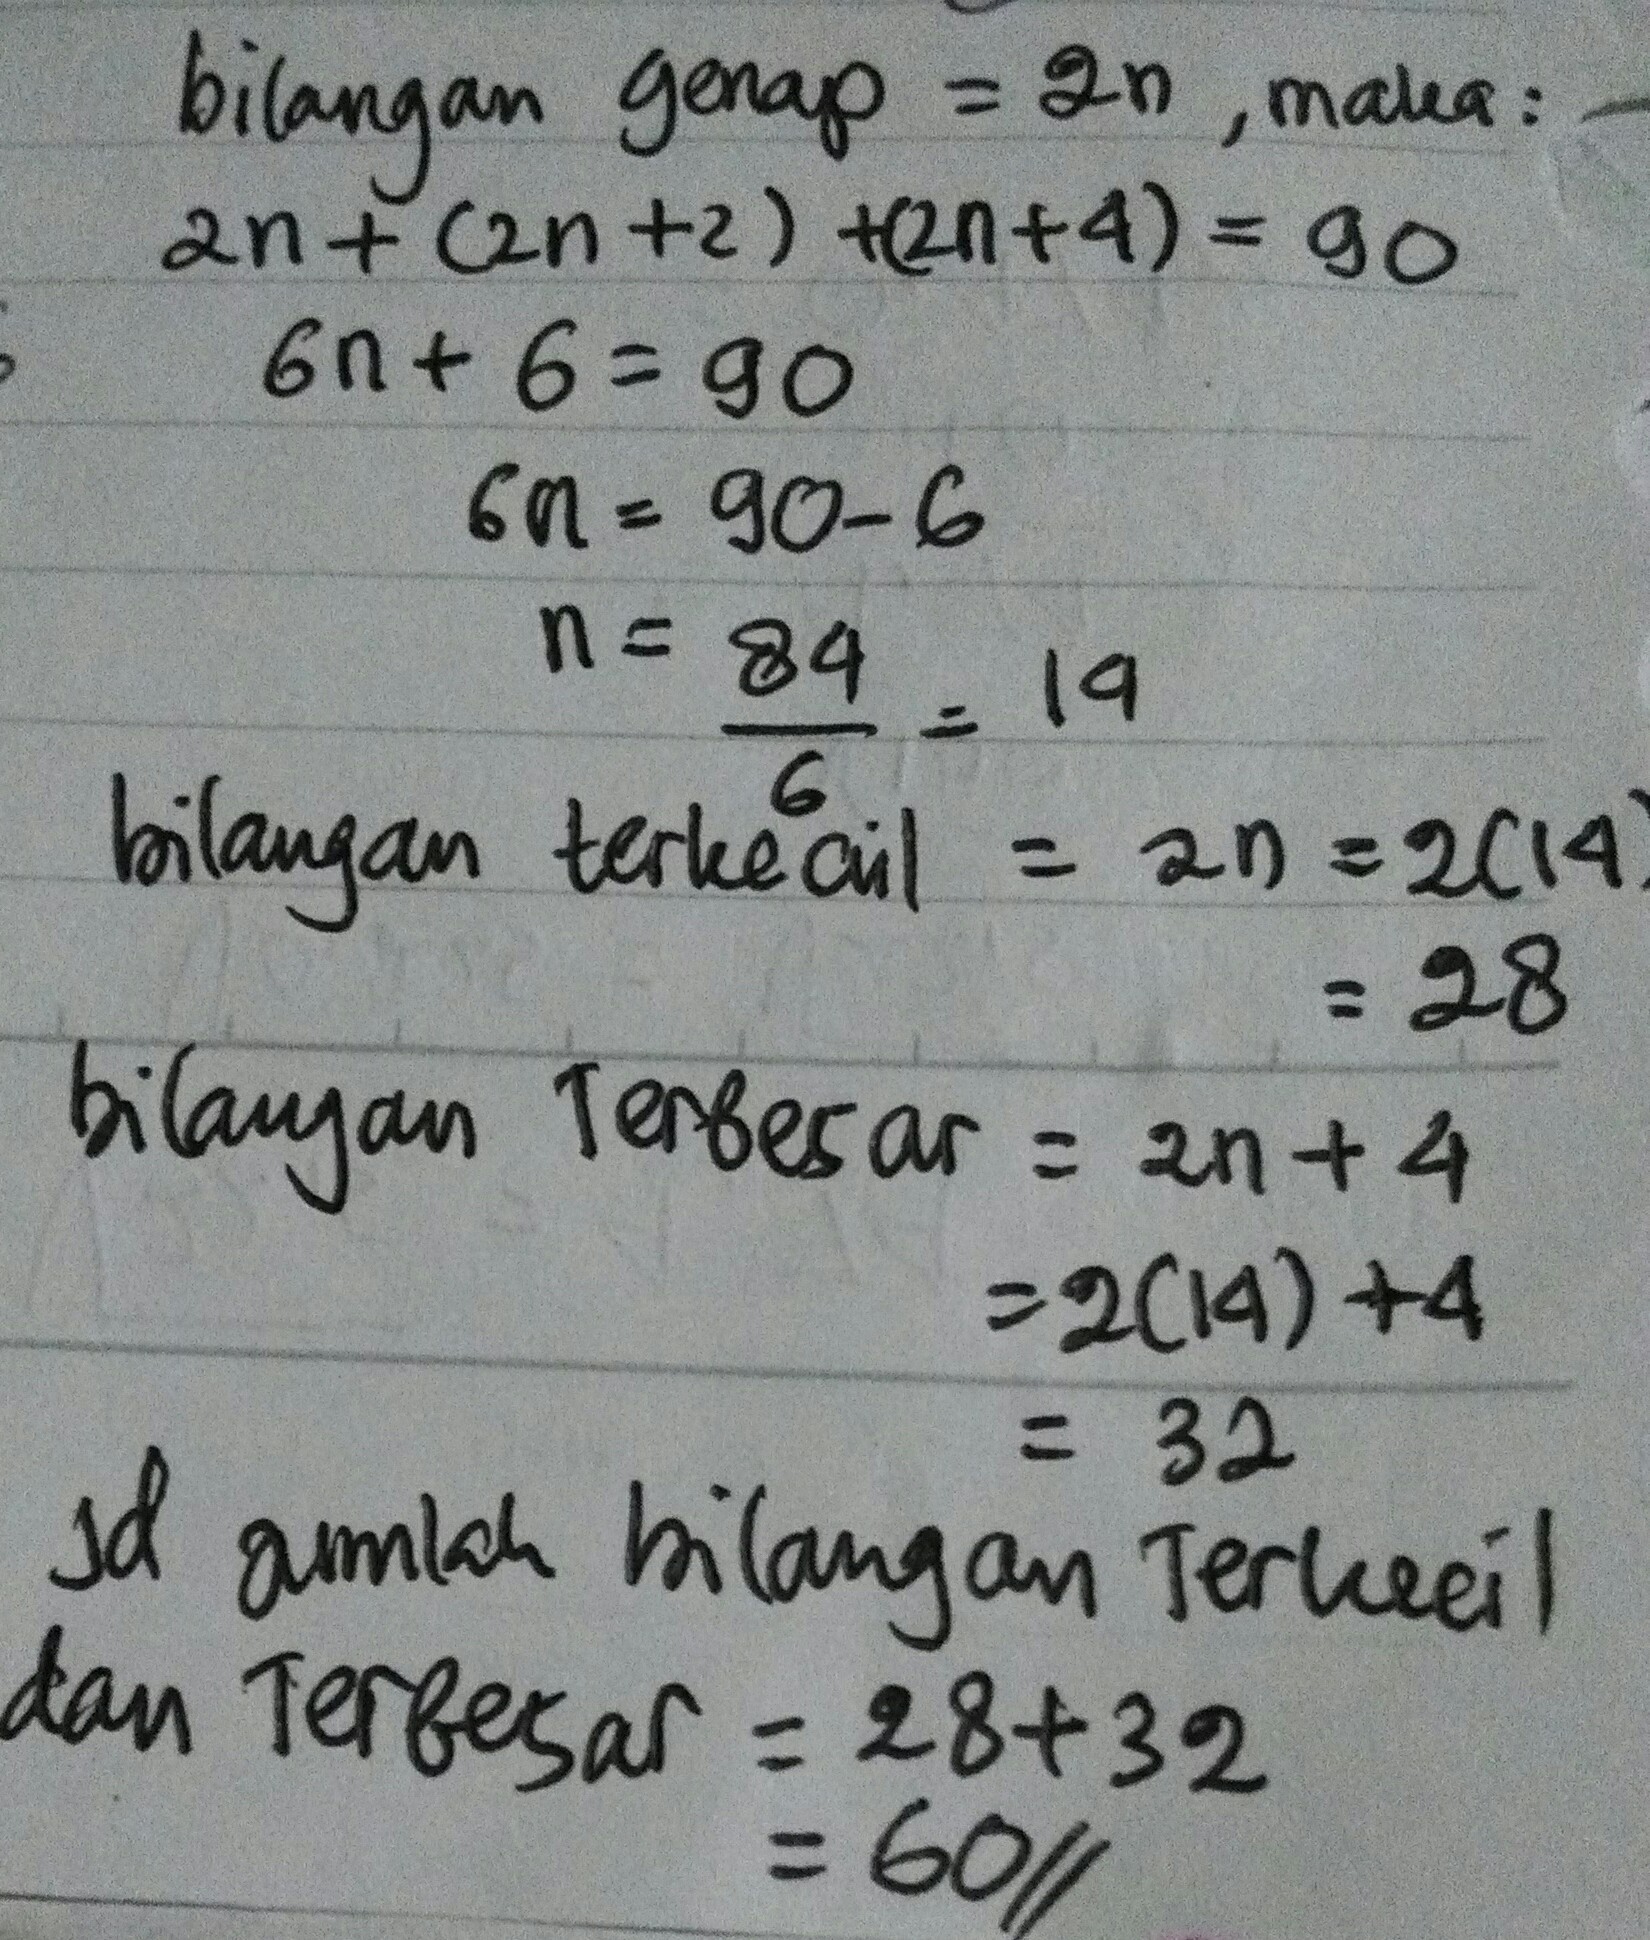 bilangan genap = 2n , maka :
2n + (2n + 2) + (2n + 4) = 90
6n + 6 = 90
6n = 90 - 6
n = 84/6 = 14
bilangan terkecil = 2n = 2(14)
= 28
bilangan Terbesar = 2n + 4
= 2(14) + 4
= 32
Jd jumlah bilangan Terkecil
dan Terbesar = 28 + 32
= 60//